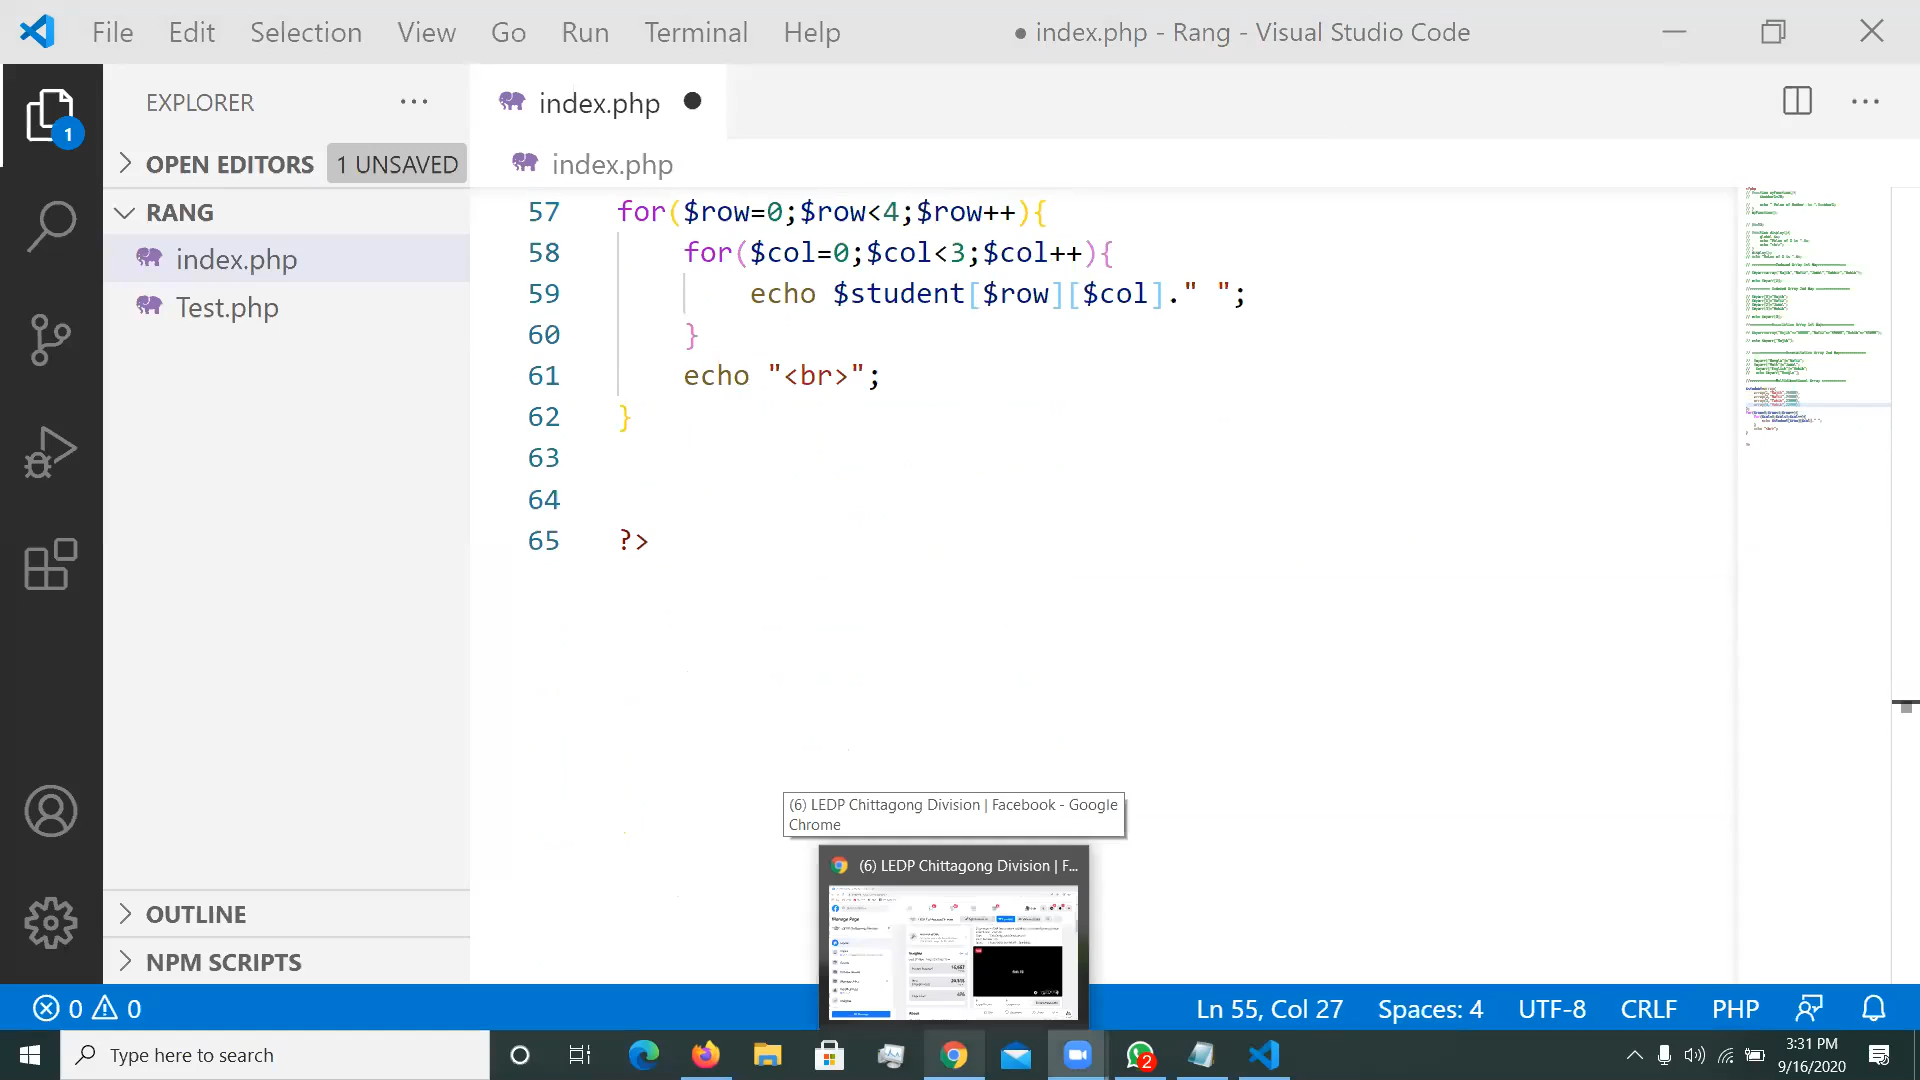 File Edit Selection View Go Run Terminal Help
● index.php - Rang - Visual Studio Code
EXPLORER
index.php
OPEN EDITORS
1 UNSAVED
index.php
RANG
index.php
Test.php
57 for($row=0;$row<4;$row++){
58 for($col=0;$col<3;$col++){
59 echo $student[$row][$col]." ";
60 }
61 echo "<br>";
62 }
63
64
65 ?>
1
OUTLINE
NPM SCRIPTS
(6) LEDP Chittagong Division | Facebook - Google
Chrome
(6) LEDP Chittagong Division | F...
0 0
Ln 55, Col 27
Spaces: 4
UTF-8
CRLF
PHP
Type here to search
2
3:31 PM
9/16/2020